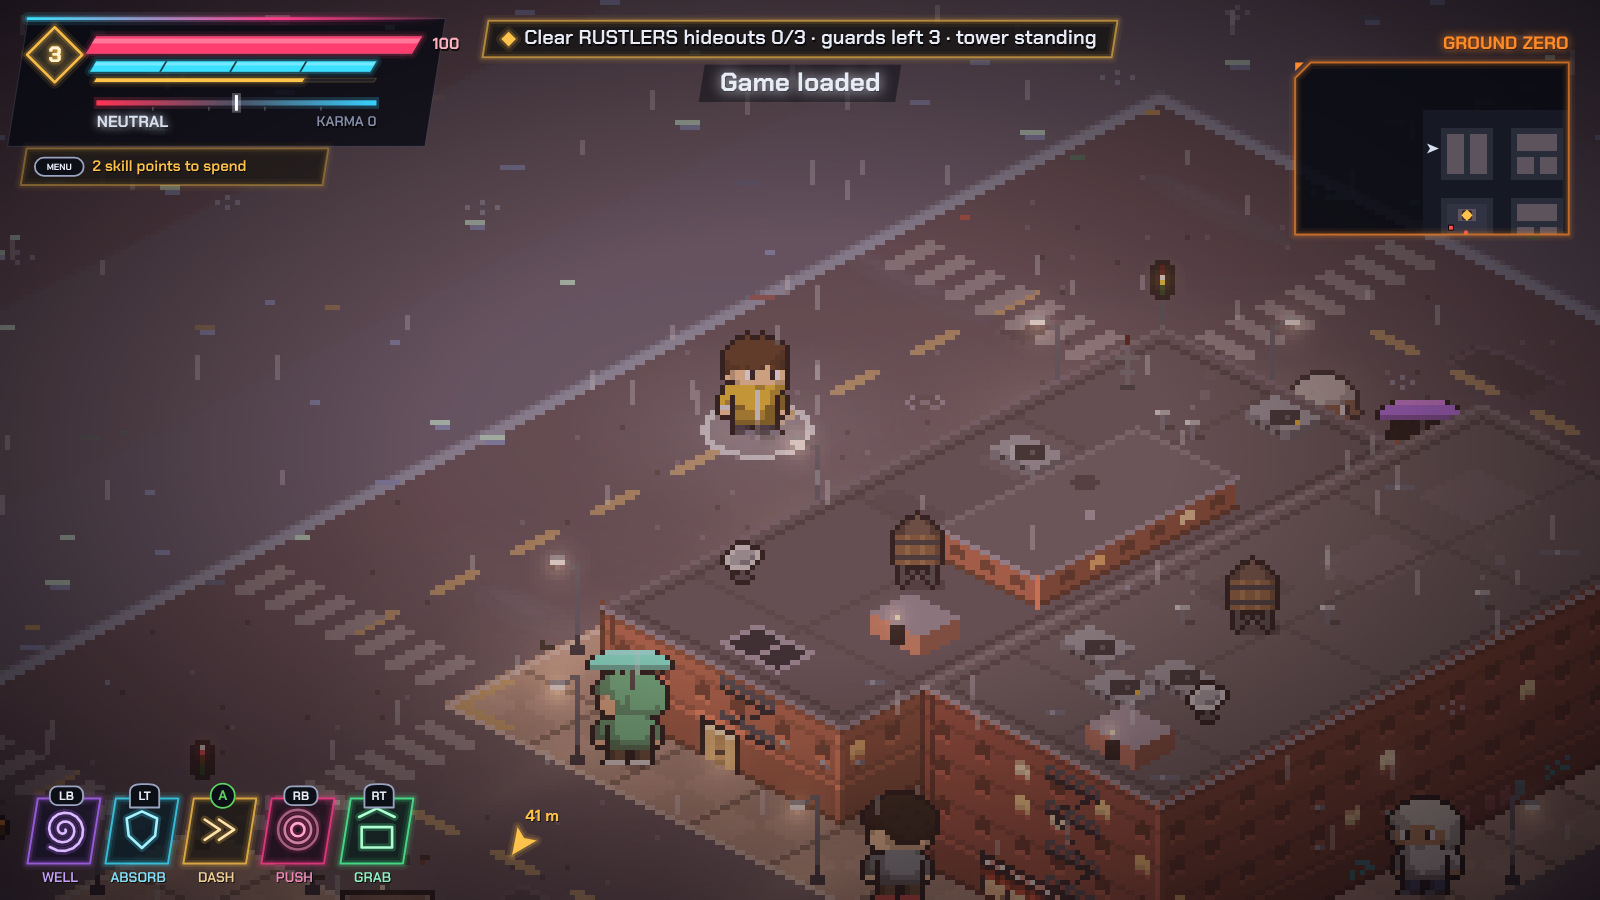 3
100
NEUTRAL
KARMA 0
MENU
2 skill points to spend
Clear RUSTLERS hideouts 0/3 · guards left 3 · tower standing
Game loaded
GROUND ZERO
41 m
LB
LT
A
RB
RT
WELL
ABSORB
DASH
PUSH
GRAB